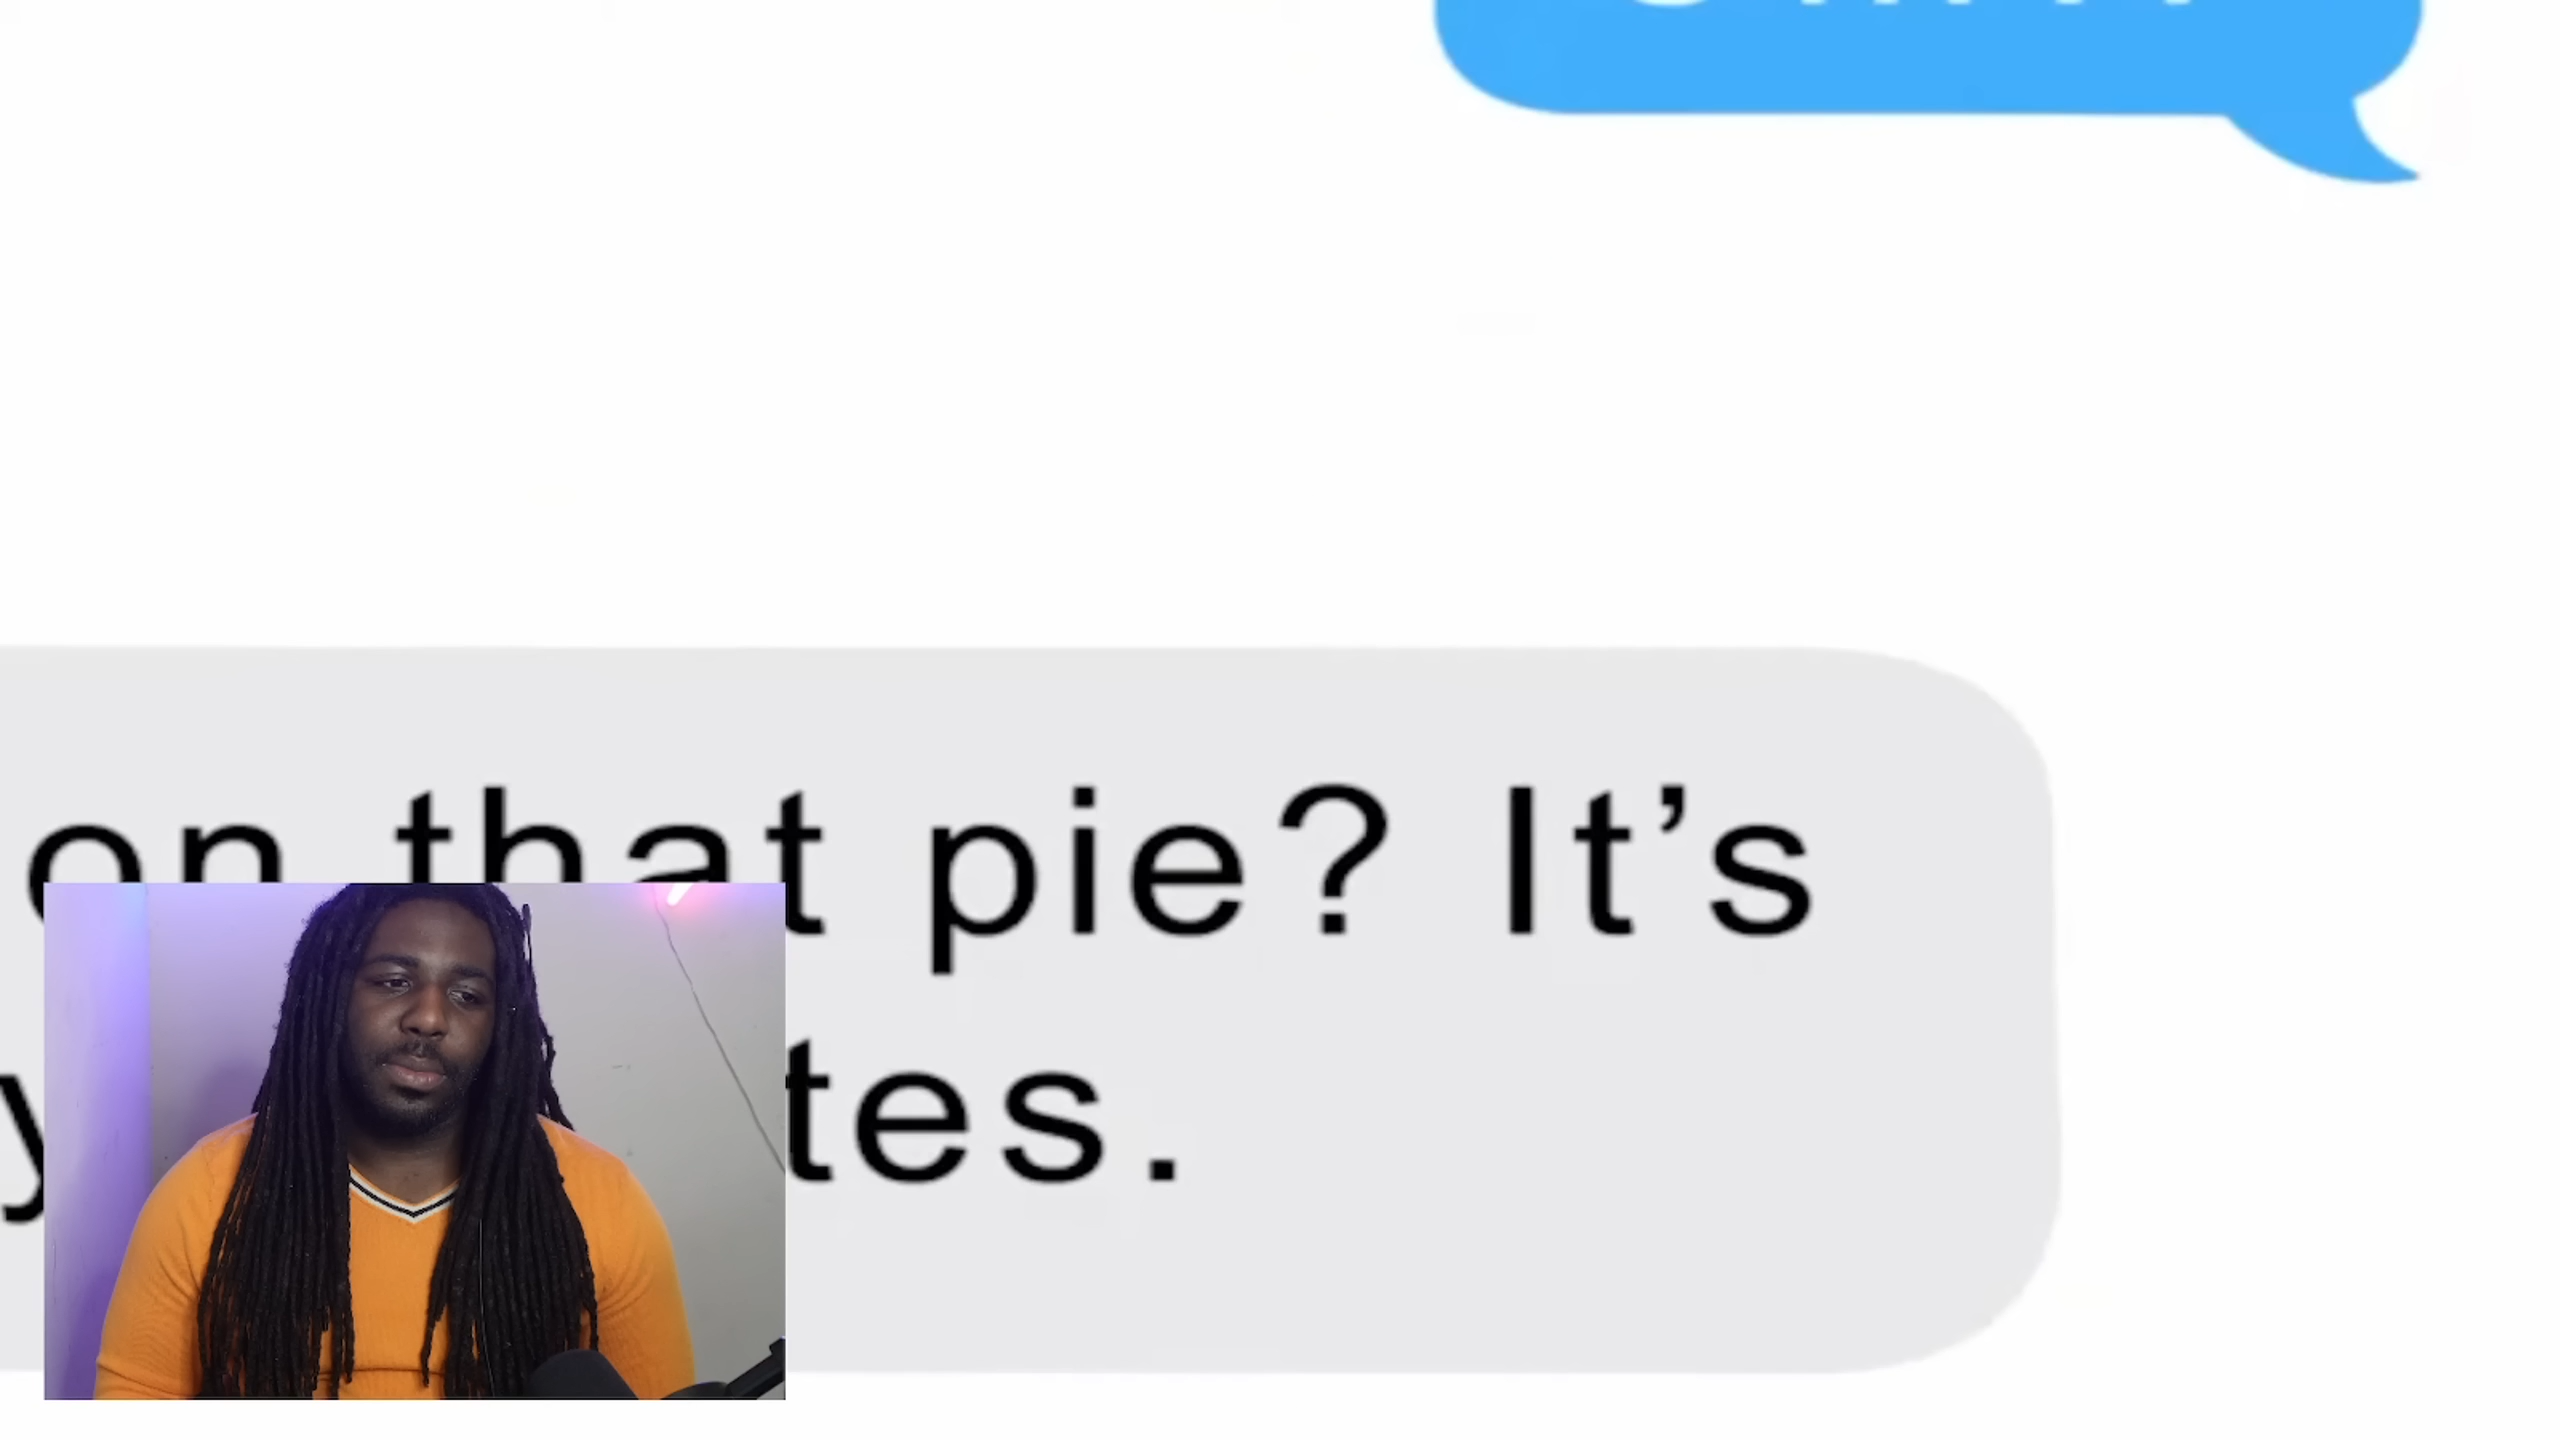 on that pie? It’s
tes.